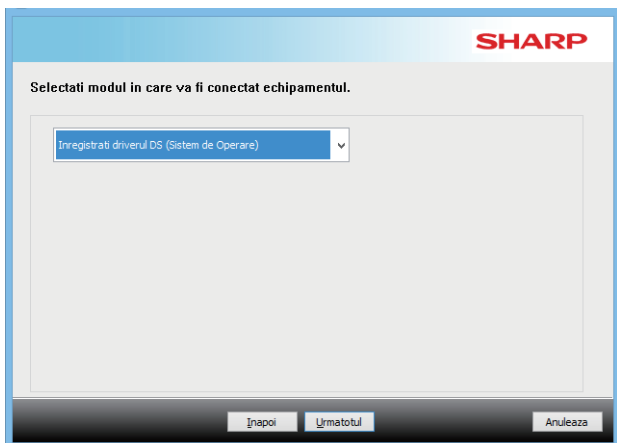 SHARP
Selectati modul in care va fi conectat echipamentul.
Inregistrati driverul DS (Sistem de Operare)
Inapoi Urmatotul Anuleaza